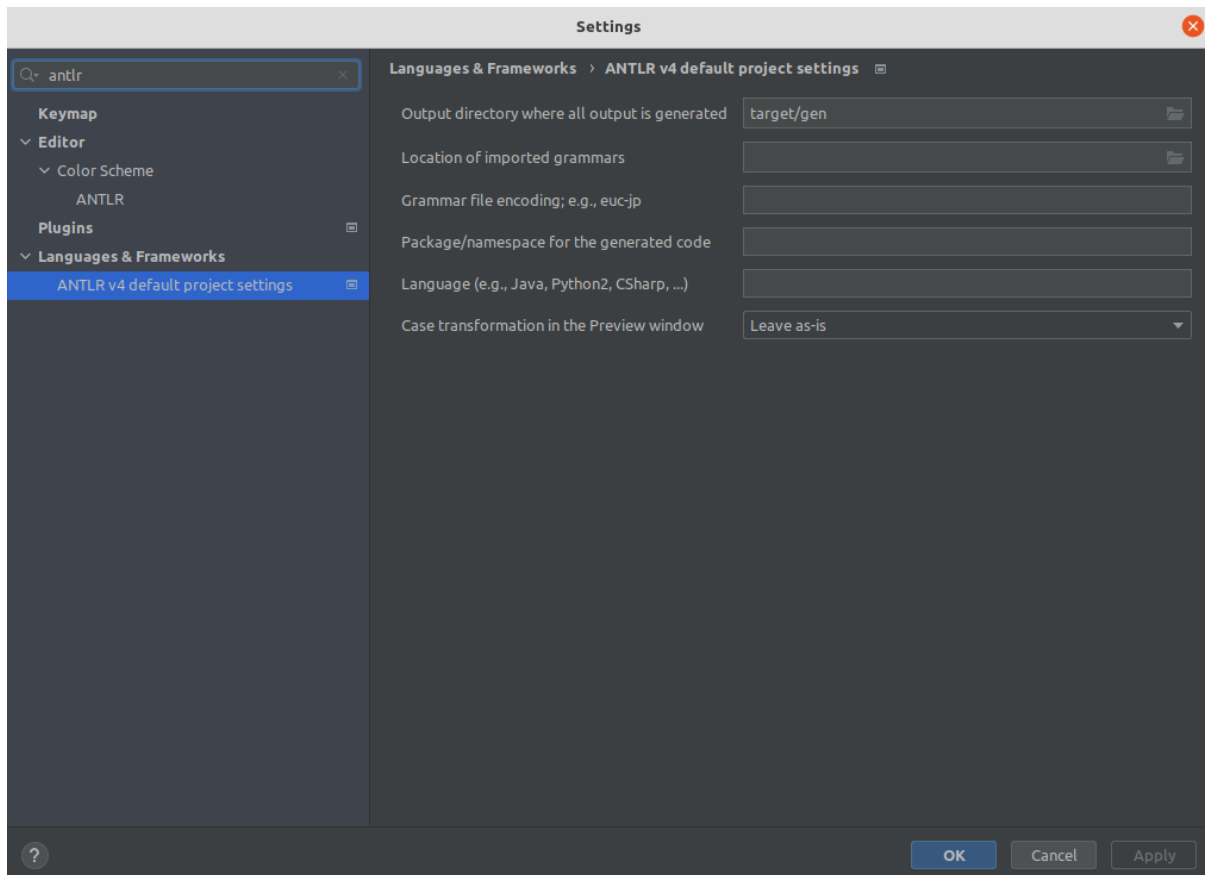 Settings
antlr
Keymap
Editor
Color Scheme
ANTLR
Plugins
Languages & Frameworks
ANTLR v4 default project settings
Languages & Frameworks › ANTLR v4 default project settings
Output directory where all output is generated target/gen
Location of imported grammars
Grammar file encoding; e.g., euc-jp
Package/namespace for the generated code
Language (e.g., Java, Python2, CSharp, ...)
Case transformation in the Preview window Leave as-is
? OK Cancel Apply